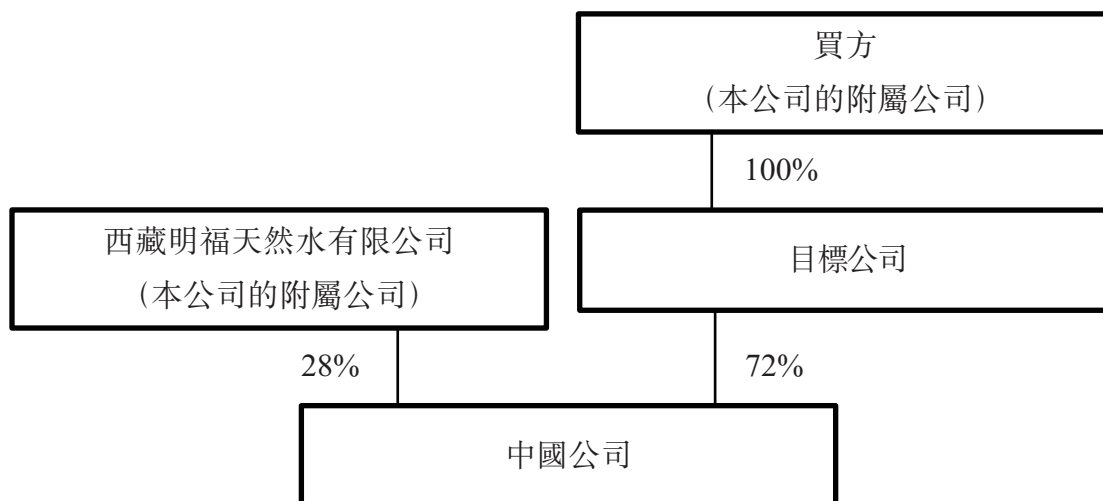 買方
（本公司的附屬公司）
100%
西藏明福天然水有限公司
（本公司的附屬公司）
目標公司
28%
72%
中國公司